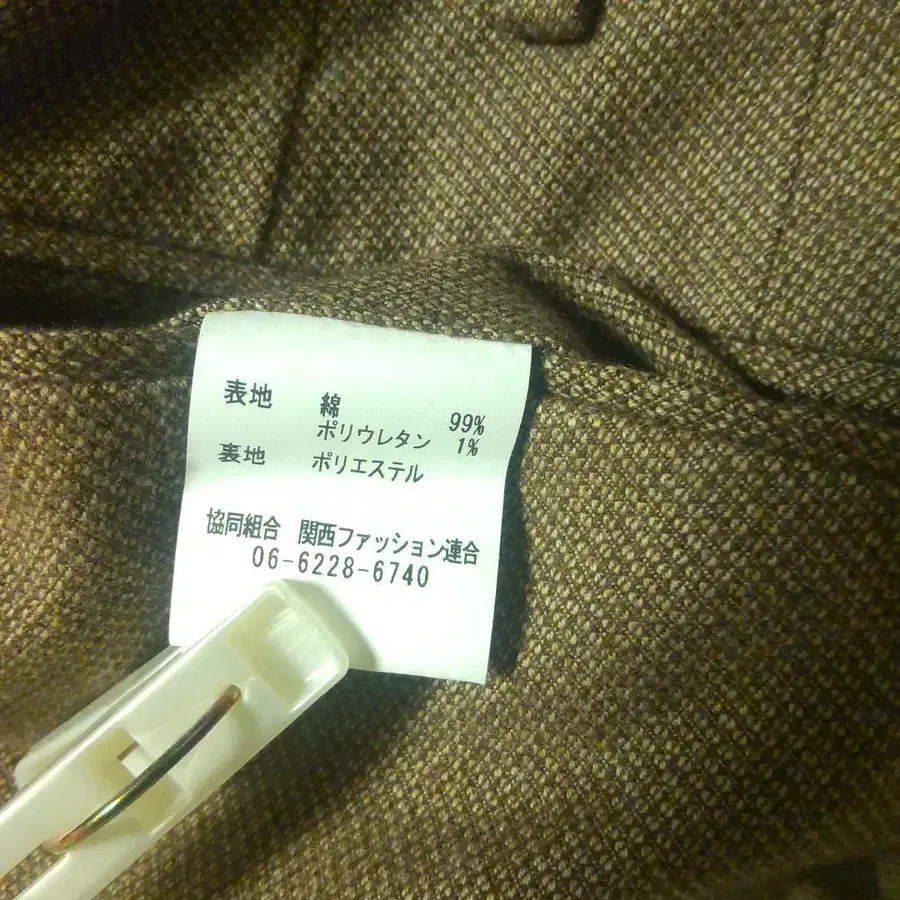 表地 綿 99%
ポリウレタン 1%
裏地 ポリエステル
協同組合 関西ファッション連合
06-6228-6740